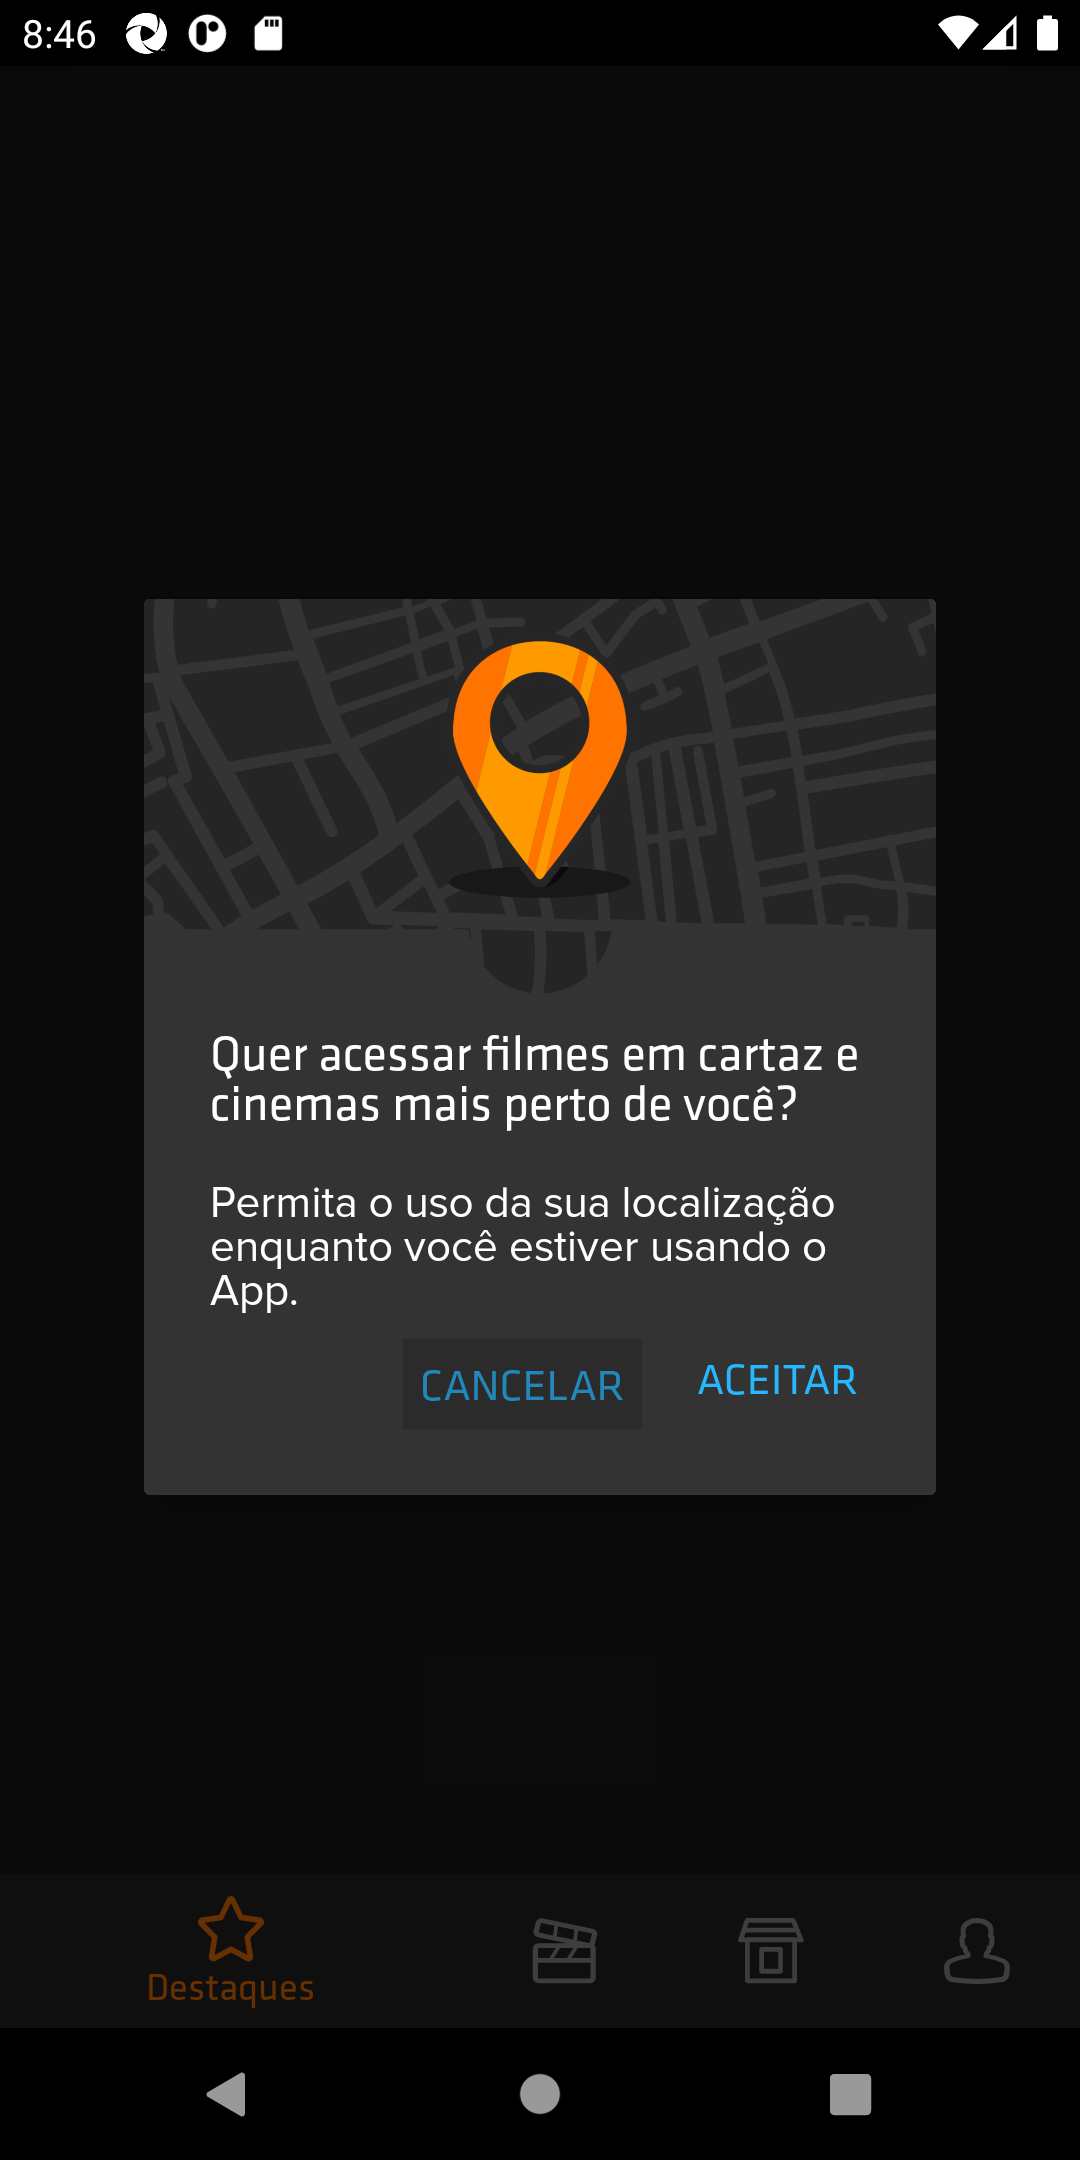 8:46
Quer acessar filmes em cartaz e
cinemas mais perto de você?
Permita o uso da sua localização
enquanto você estiver usando o
App.
CANCELAR ACEITAR
Destaques